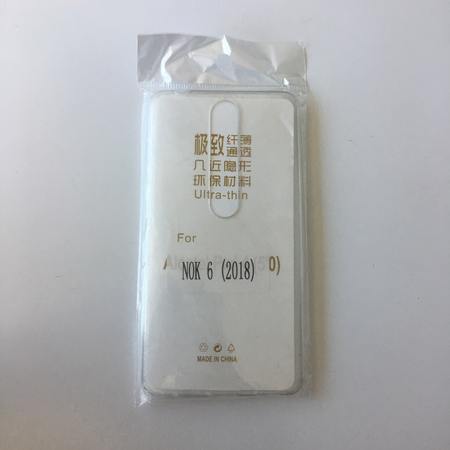 极致纤薄
通透
几近隐形
环保材料
Ultra-thin
For
NOK 6 (2018)
0)
MADE IN CHINA